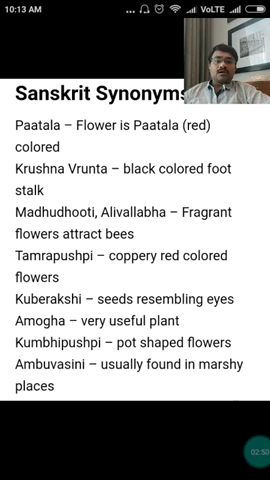 10:13 AM
... VoLTE
Sanskrit Synonyms
Paatala – Flower is Paatala (red)
colored
Krushna Vrunta – black colored foot
stalk
Madhudhooti, Alivallabha – Fragrant
flowers attract bees
Tamrapushpi – coppery red colored
flowers
Kuberakshi – seeds resembling eyes
Amogha – very useful plant
Kumbhipushpi – pot shaped flowers
Ambuvasini – usually found in marshy
places
02:50